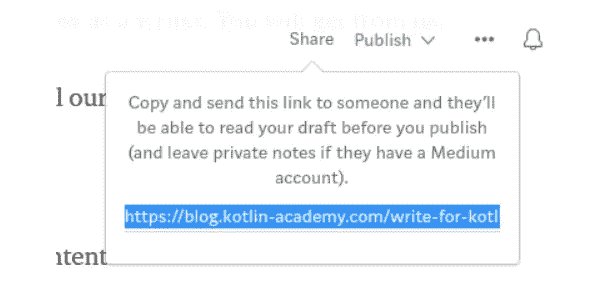 Share Publish
l our
Copy and send this link to someone and they'll
be able to read your draft before you publish
(and leave private notes if they have a Medium
account).
https://blog.kotlin-academy.com/write-for-kotl
ntent